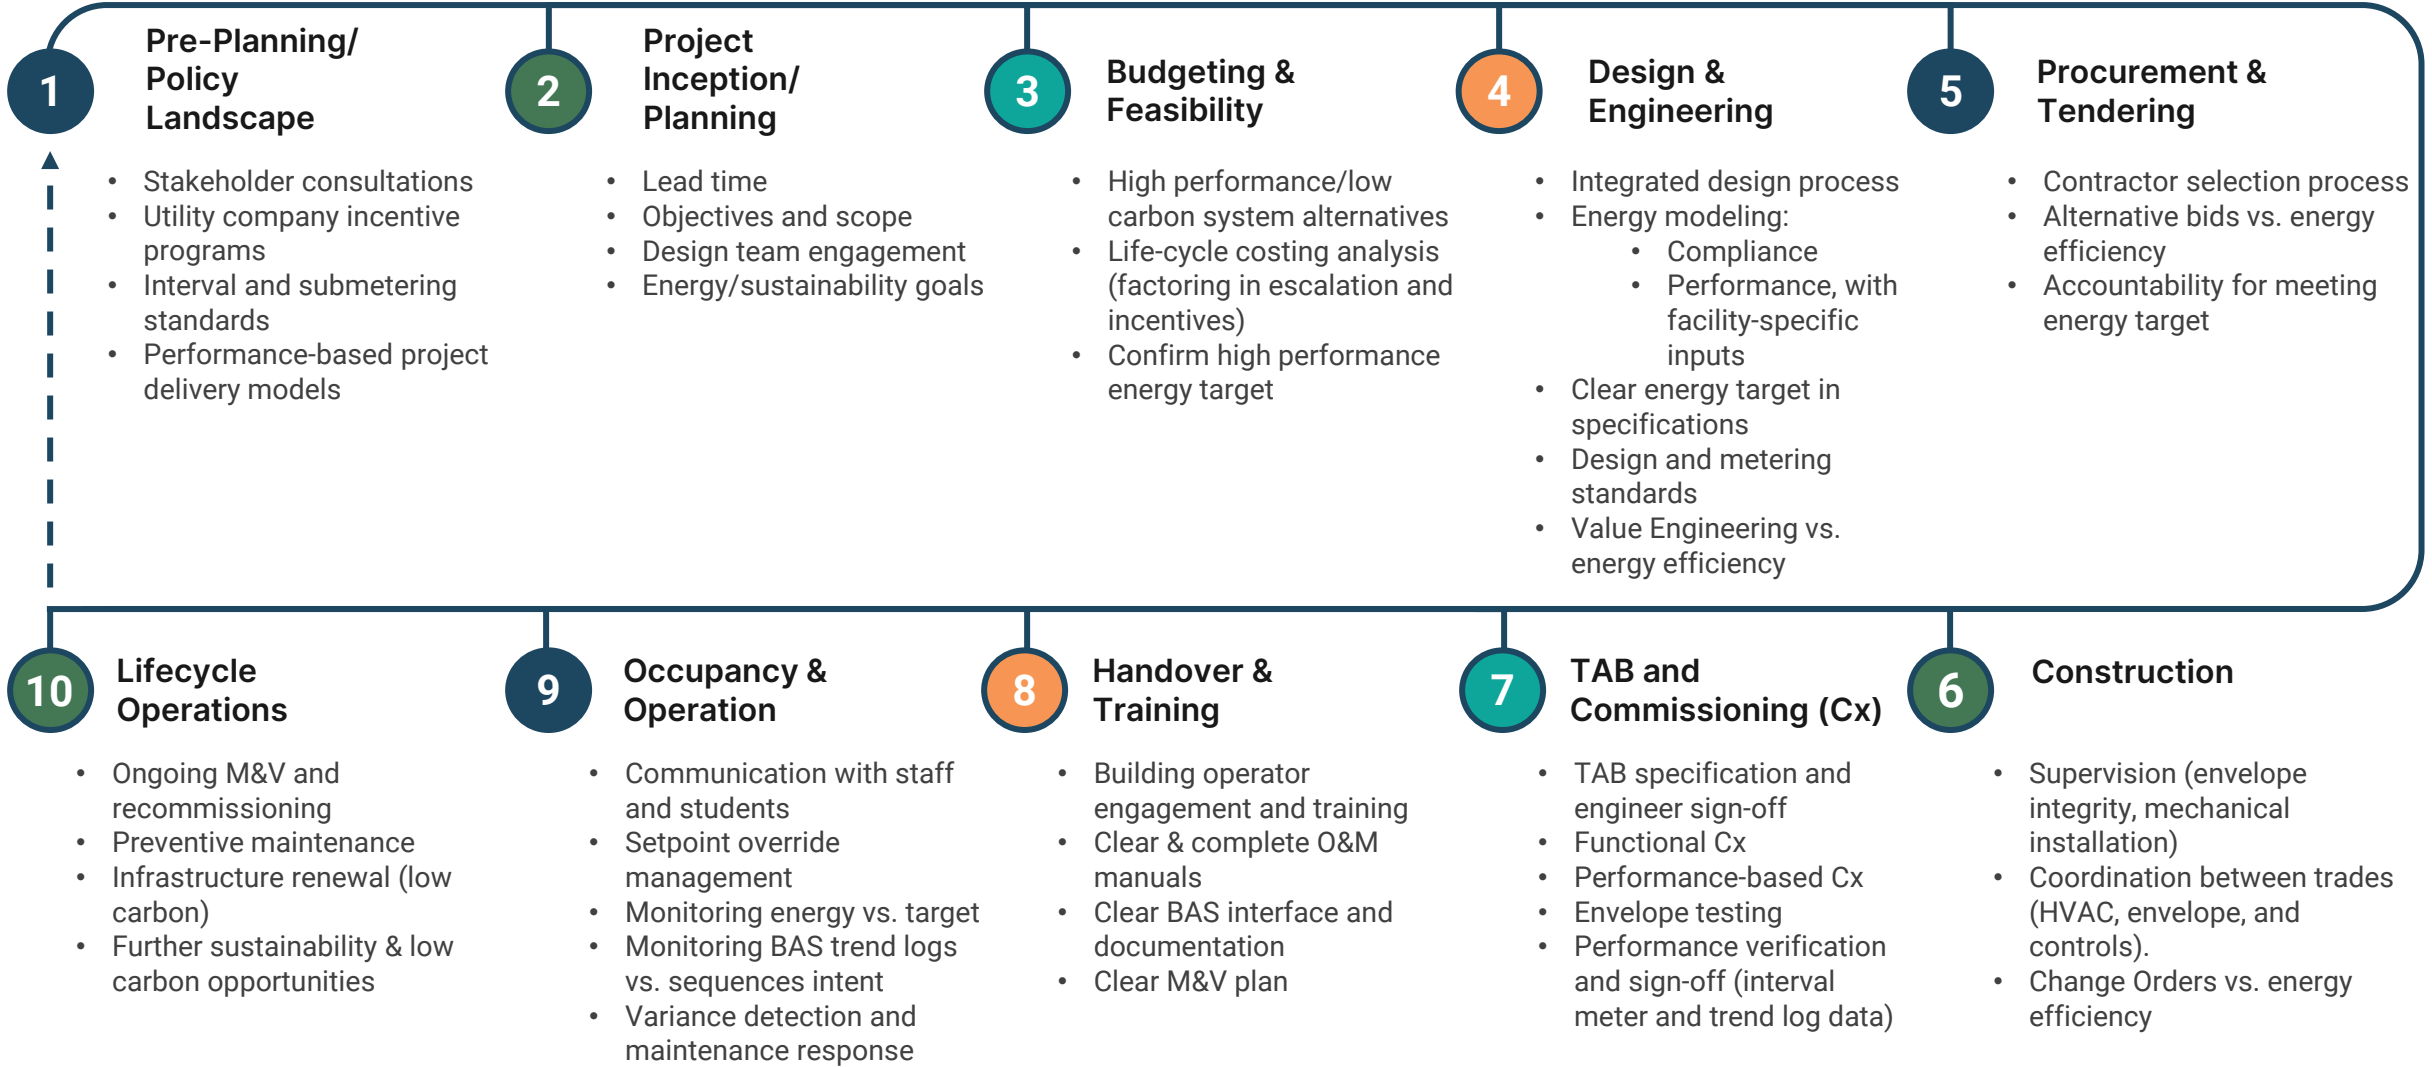 1
Pre-Planning/
Policy
Landscape
• Stakeholder consultations
• Utility company incentive
programs
• Interval and submetering
standards
• Performance-based project
delivery models
2
Project
Inception/
Planning
• Lead time
• Objectives and scope
• Design team engagement
• Energy/sustainability goals
3
Budgeting &
Feasibility
• High performance/low
carbon system alternatives
• Life-cycle costing analysis
(factoring in escalation and
incentives)
• Confirm high performance
energy target
4
Design &
Engineering
• Integrated design process
• Energy modeling:
• Compliance
• Performance, with
facility-specific
inputs
• Clear energy target in
specifications
• Design and metering
standards
• Value Engineering vs.
energy efficiency
5
Procurement &
Tendering
• Contractor selection process
• Alternative bids vs. energy
efficiency
• Accountability for meeting
energy target
6
Construction
• Supervision (envelope
integrity, mechanical
installation)
• Coordination between trades
(HVAC, envelope, and
controls).
• Change Orders vs. energy
efficiency
7
TAB and
Commissioning (Cx)
• TAB specification and
engineer sign-off
• Functional Cx
• Performance-based Cx
• Envelope testing
• Performance verification
and sign-off (interval
meter and trend log data)
8
Handover &
Training
• Building operator
engagement and training
• Clear & complete O&M
manuals
• Clear BAS interface and
documentation
• Clear M&V plan
9
Occupancy &
Operation
• Communication with staff
and students
• Setpoint override
management
• Monitoring energy vs. target
• Monitoring BAS trend logs
vs. sequences intent
• Variance detection and
maintenance response
10
Lifecycle
Operations
• Ongoing M&V and
recommissioning
• Preventive maintenance
• Infrastructure renewal (low
carbon)
• Further sustainability & low
carbon opportunities